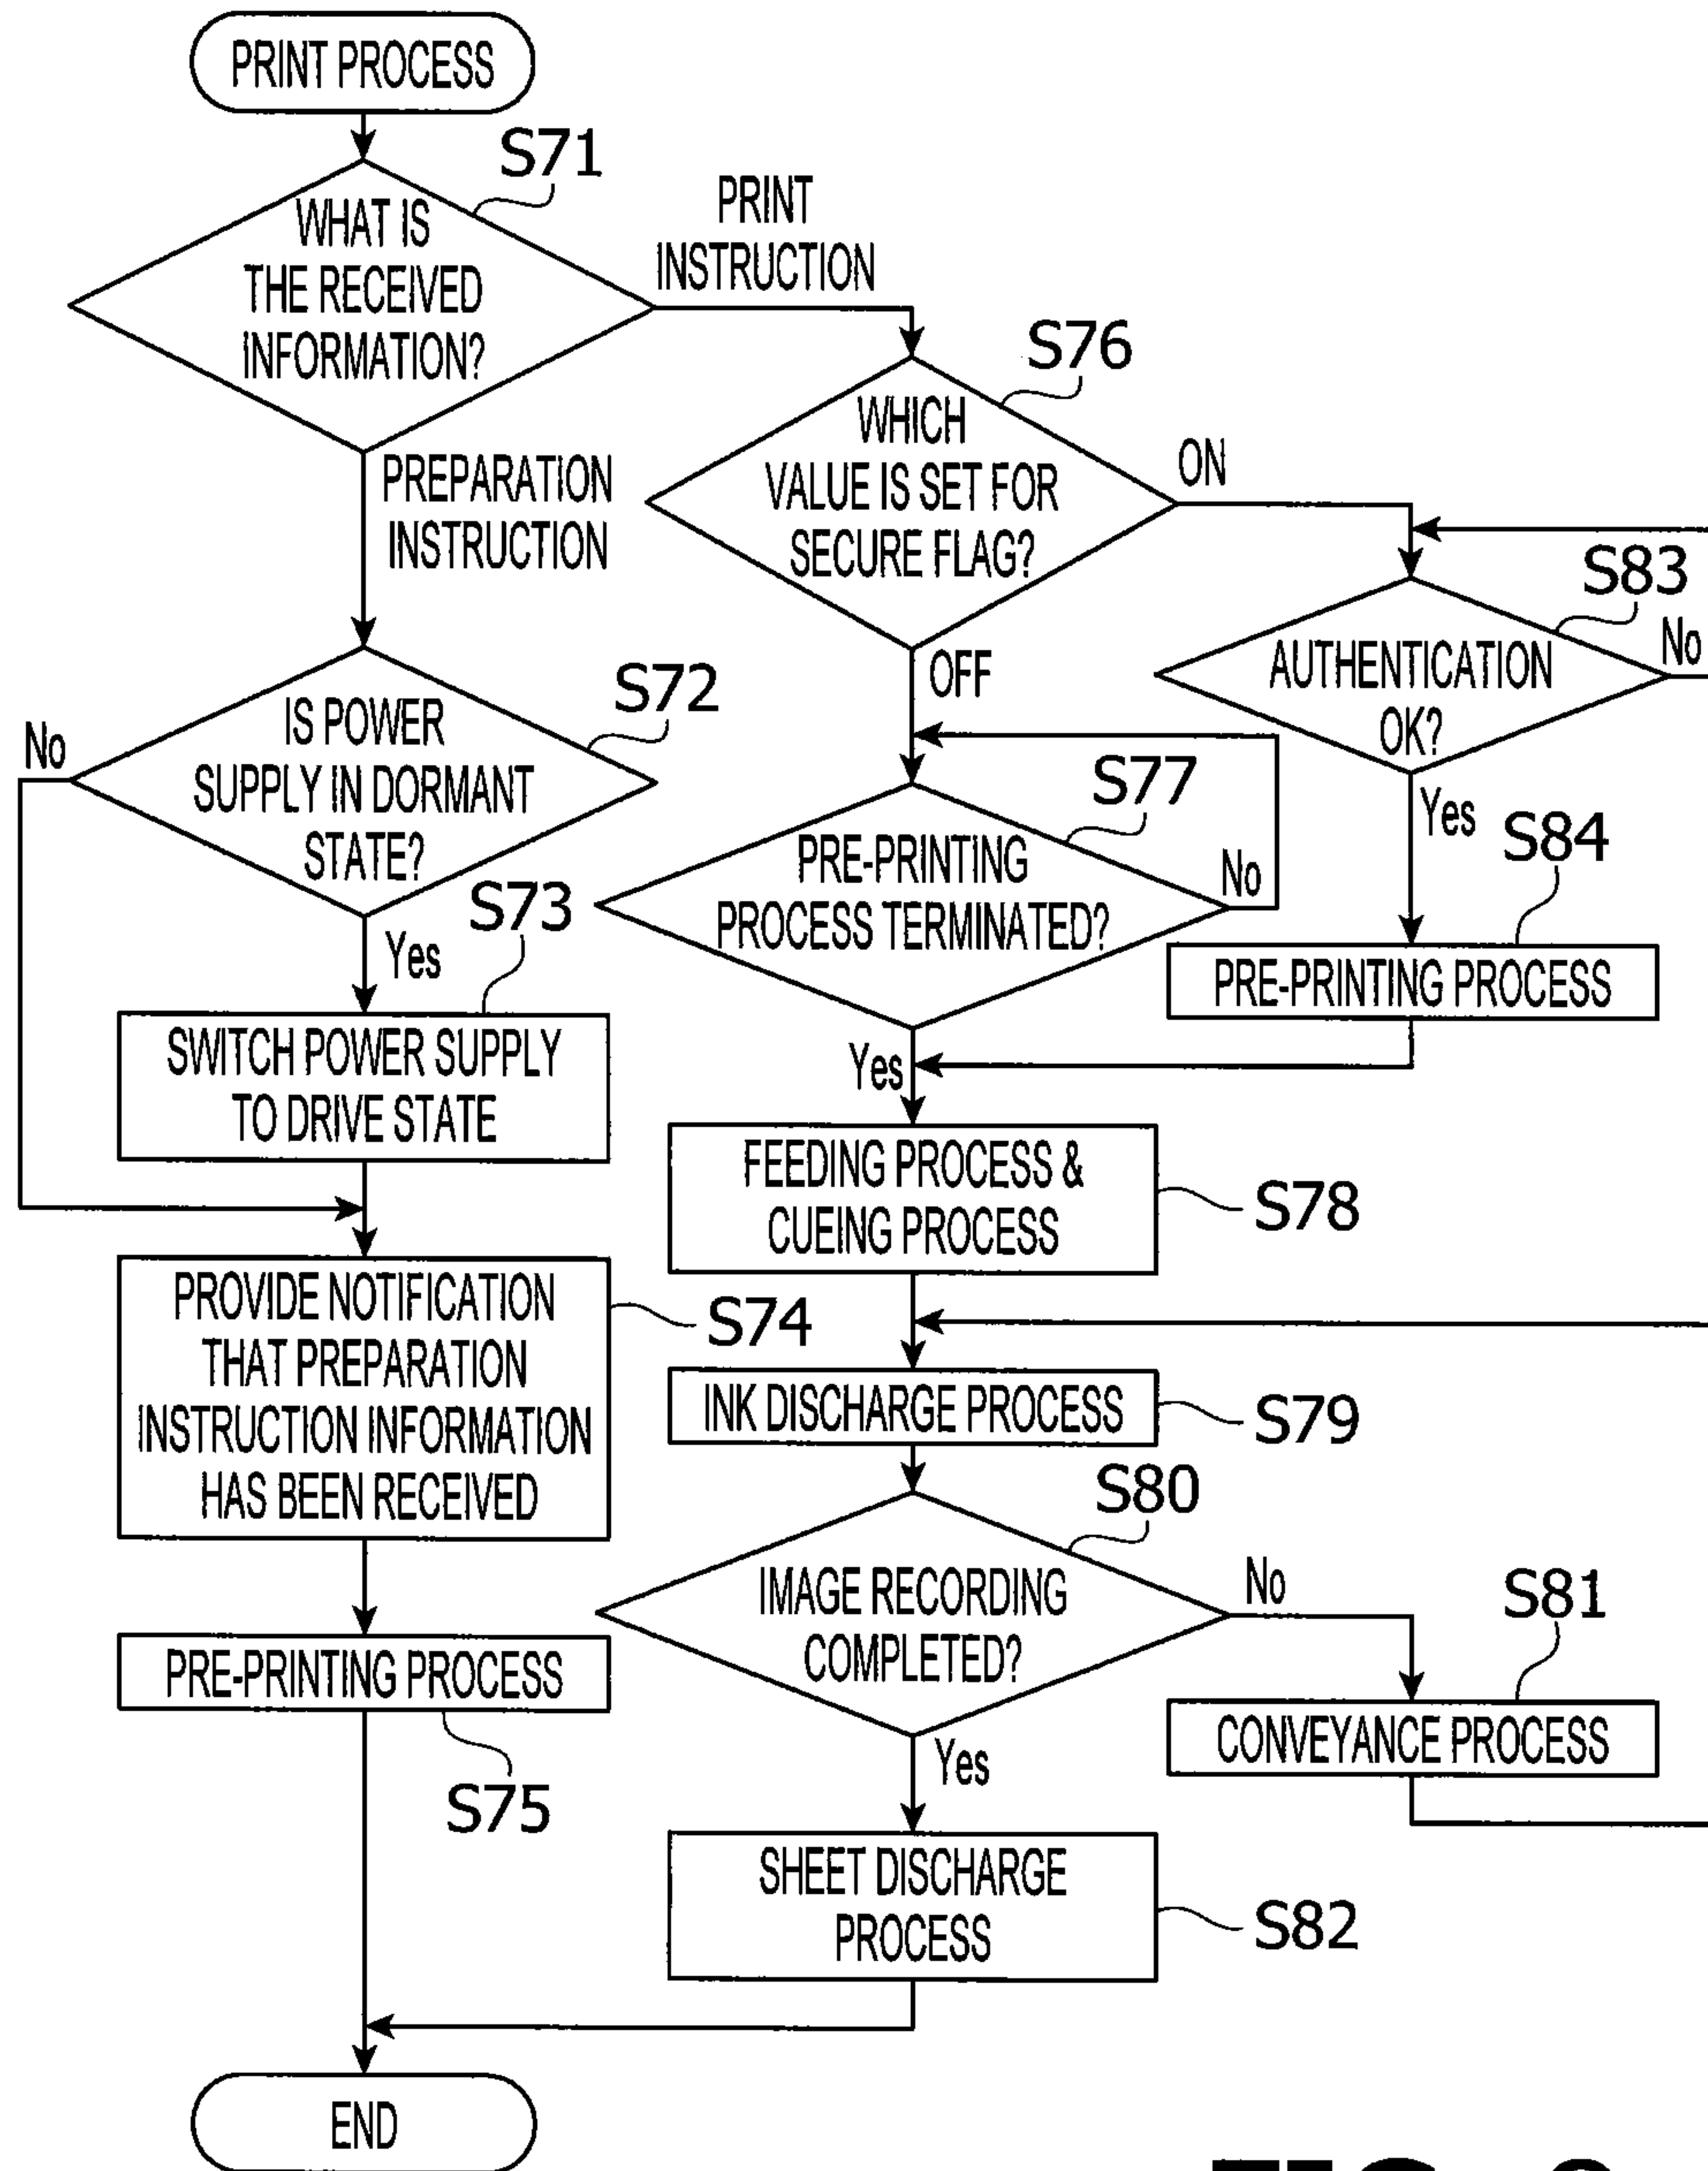 PRINT PROCESS
S71
WHAT IS
THE RECEIVED
INFORMATION?
PRINT
INSTRUCTION
PREPARATION
INSTRUCTION
S76
WHICH
VALUE IS SET FOR
SECURE FLAG?
ON
OFF
S83
AUTHENTICATION
OK?
No
Yes
S72
IS POWER
SUPPLY IN DORMANT
STATE?
No
Yes
S77
PRE-PRINTING
PROCESS TERMINATED?
No
Yes
S84
PRE-PRINTING PROCESS
S73
SWITCH POWER SUPPLY
TO DRIVE STATE
FEEDING PROCESS &
CUEING PROCESS
S78
PROVIDE NOTIFICATION
THAT PREPARATION
INSTRUCTION INFORMATION
HAS BEEN RECEIVED
S74
INK DISCHARGE PROCESS
S79
S80
IMAGE RECORDING
COMPLETED?
No
Yes
S81
CONVEYANCE PROCESS
PRE-PRINTING PROCESS
S75
SHEET DISCHARGE
PROCESS
S82
END